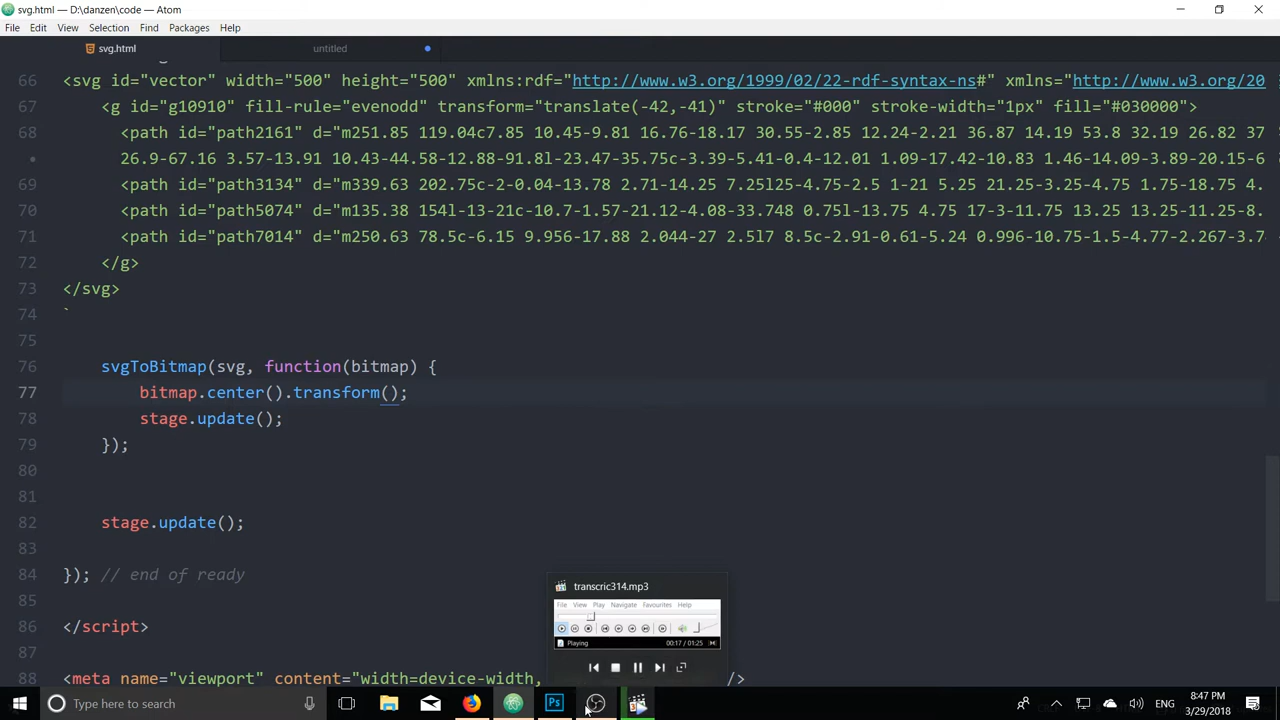 svg.html — D:\danzen\code — Atom
File Edit View Selection Find Packages Help
svg.html untitled
66 <svg id="vector" width="500" height="500" xmlns:rdf="http://www.w3.org/1999/02/22-rdf-syntax-ns#" xmlns="http://www.w3.org/20
67 <g id="g10910" fill-rule="evenodd" transform="translate(-42,-41)" stroke="#000" stroke-width="1px" fill="#030000">
68 <path id="path2161" d="m251.85 119.04c7.85 10.45-9.81 16.76-18.17 30.55-2.85 12.24-2.21 36.87 14.19 53.8 32.19 26.82 37
26.9-67.16 3.57-13.91 10.43-44.58-12.88-91.8l-23.47-35.75c-3.39-5.41-0.4-12.01 1.09-17.42-10.83 1.46-14.09-3.89-20.15-6
69 <path id="path3134" d="m339.63 202.75c-2-0.04-13.78 2.71-14.25 7.25l25-4.75-2.5 1-21 5.25 21.25-3.25-4.75 1.75-18.75 4.
70 <path id="path5074" d="m135.38 154l-13-21c-10.7-1.57-21.12-4.08-33.748 0.75l-13.75 4.75 17-3-11.75 13.25 13.25-11.25-8.
71 <path id="path7014" d="m250.63 78.5c-6.15 9.956-17.88 2.044-27 2.5l7 8.5c-2.91-0.61-5.24 0.996-10.75-1.5-4.77-2.267-3.7
72 </g>
73 </svg>
74 `
75
76 svgToBitmap(svg, function(bitmap) {
77 bitmap.center().transform();
78 stage.update();
79 });
80
81
82 stage.update();
83
84 }); // end of ready
85
86 </script>
87
88 <meta name="viewport" content="width=device-width, />
transcric314.mp3
File View Play Navigate Favourites Help
Playing 00:17 / 01:25
Type here to search
Ps
8:47 PM
3/29/2018